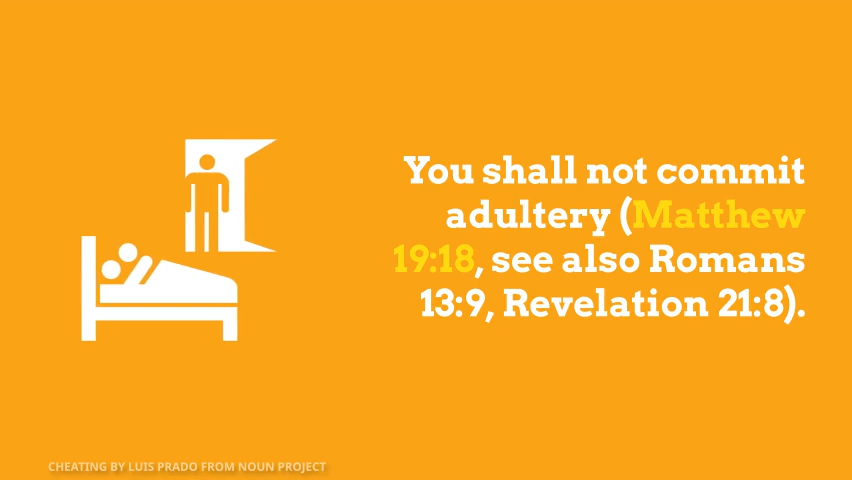 You shall not commit
adultery (Matthew
19:18, see also Romans
13:9, Revelation 21:8).
CHEATING BY LUIS PRADO FROM NOUN PROJECT